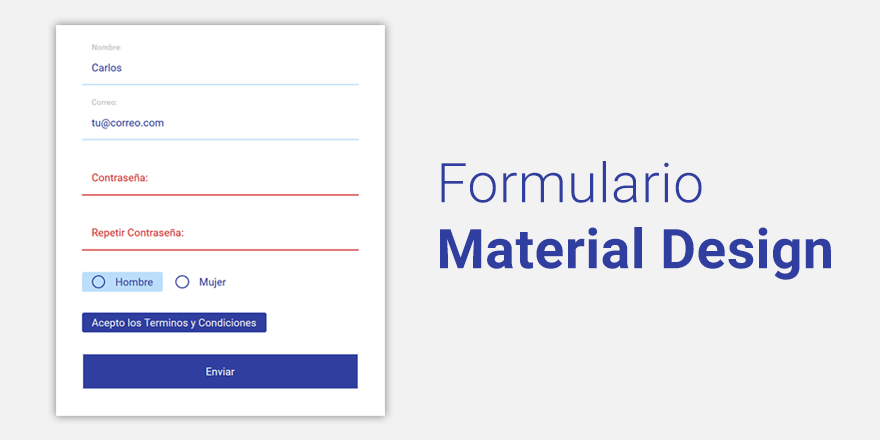 Nombre:
Carlos
Correo:
tu@correo.com
Contraseña:
Repetir Contraseña:
Hombre Mujer
Acepto los Terminos y Condiciones
Enviar
Formulario
Material Design